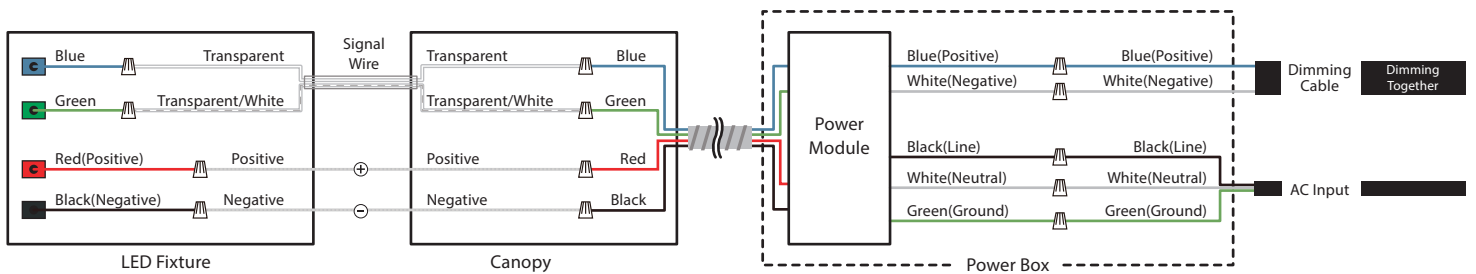 Blue
Transparent
Signal
Wire
Transparent
Blue
Green
Transparent/White
Transparent/White
Green
Red(Positive)
Positive
+
Positive
Red
Black(Negative)
Negative
−
Negative
Black
LED Fixture
Canopy
Power
Module
Blue(Positive)
Blue(Positive)
White(Negative)
White(Negative)
Dimming
Cable
Dimming
Together
Black(Line)
Black(Line)
White(Neutral)
White(Neutral)
AC Input
Green(Ground)
Green(Ground)
Power Box